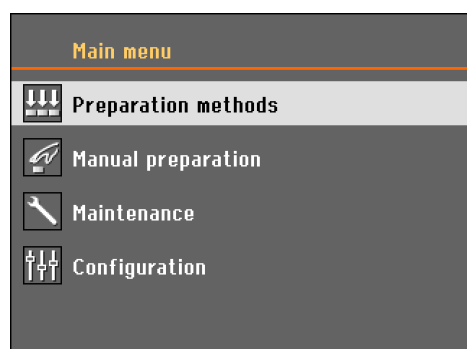 Main menu
Preparation methods
Manual preparation
Maintenance
Configuration